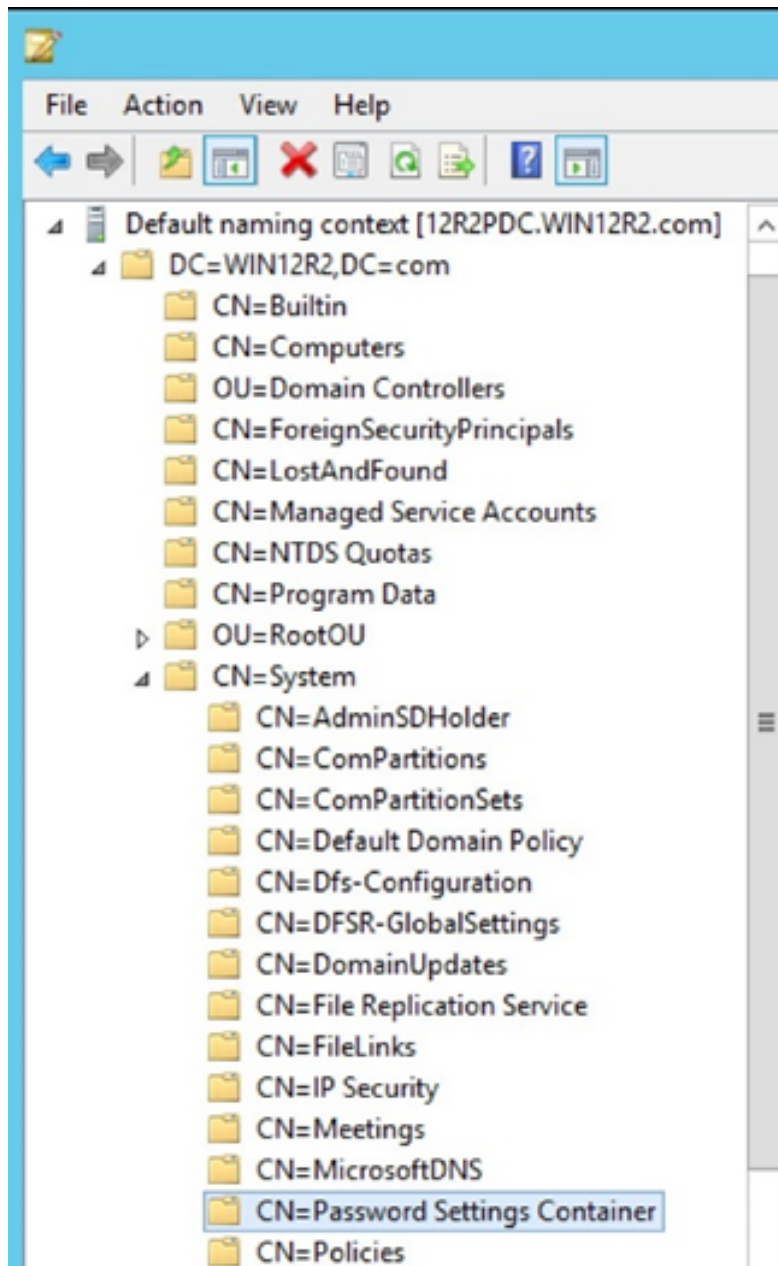 File Action View Help
Default naming context [12R2PDC.WIN12R2.com]
DC=WIN12R2,DC=com
CN=Builtin
CN=Computers
OU=Domain Controllers
CN=ForeignSecurityPrincipals
CN=LostAndFound
CN=Managed Service Accounts
CN=NTDS Quotas
CN=Program Data
OU=RootOU
CN=System
CN=AdminSDHolder
CN=ComPartitions
CN=ComPartitionSets
CN=Default Domain Policy
CN=Dfs-Configuration
CN=DFSR-GlobalSettings
CN=DomainUpdates
CN=File Replication Service
CN=FileLinks
CN=IP Security
CN=Meetings
CN=MicrosoftDNS
CN=Password Settings Container
CN=Policies